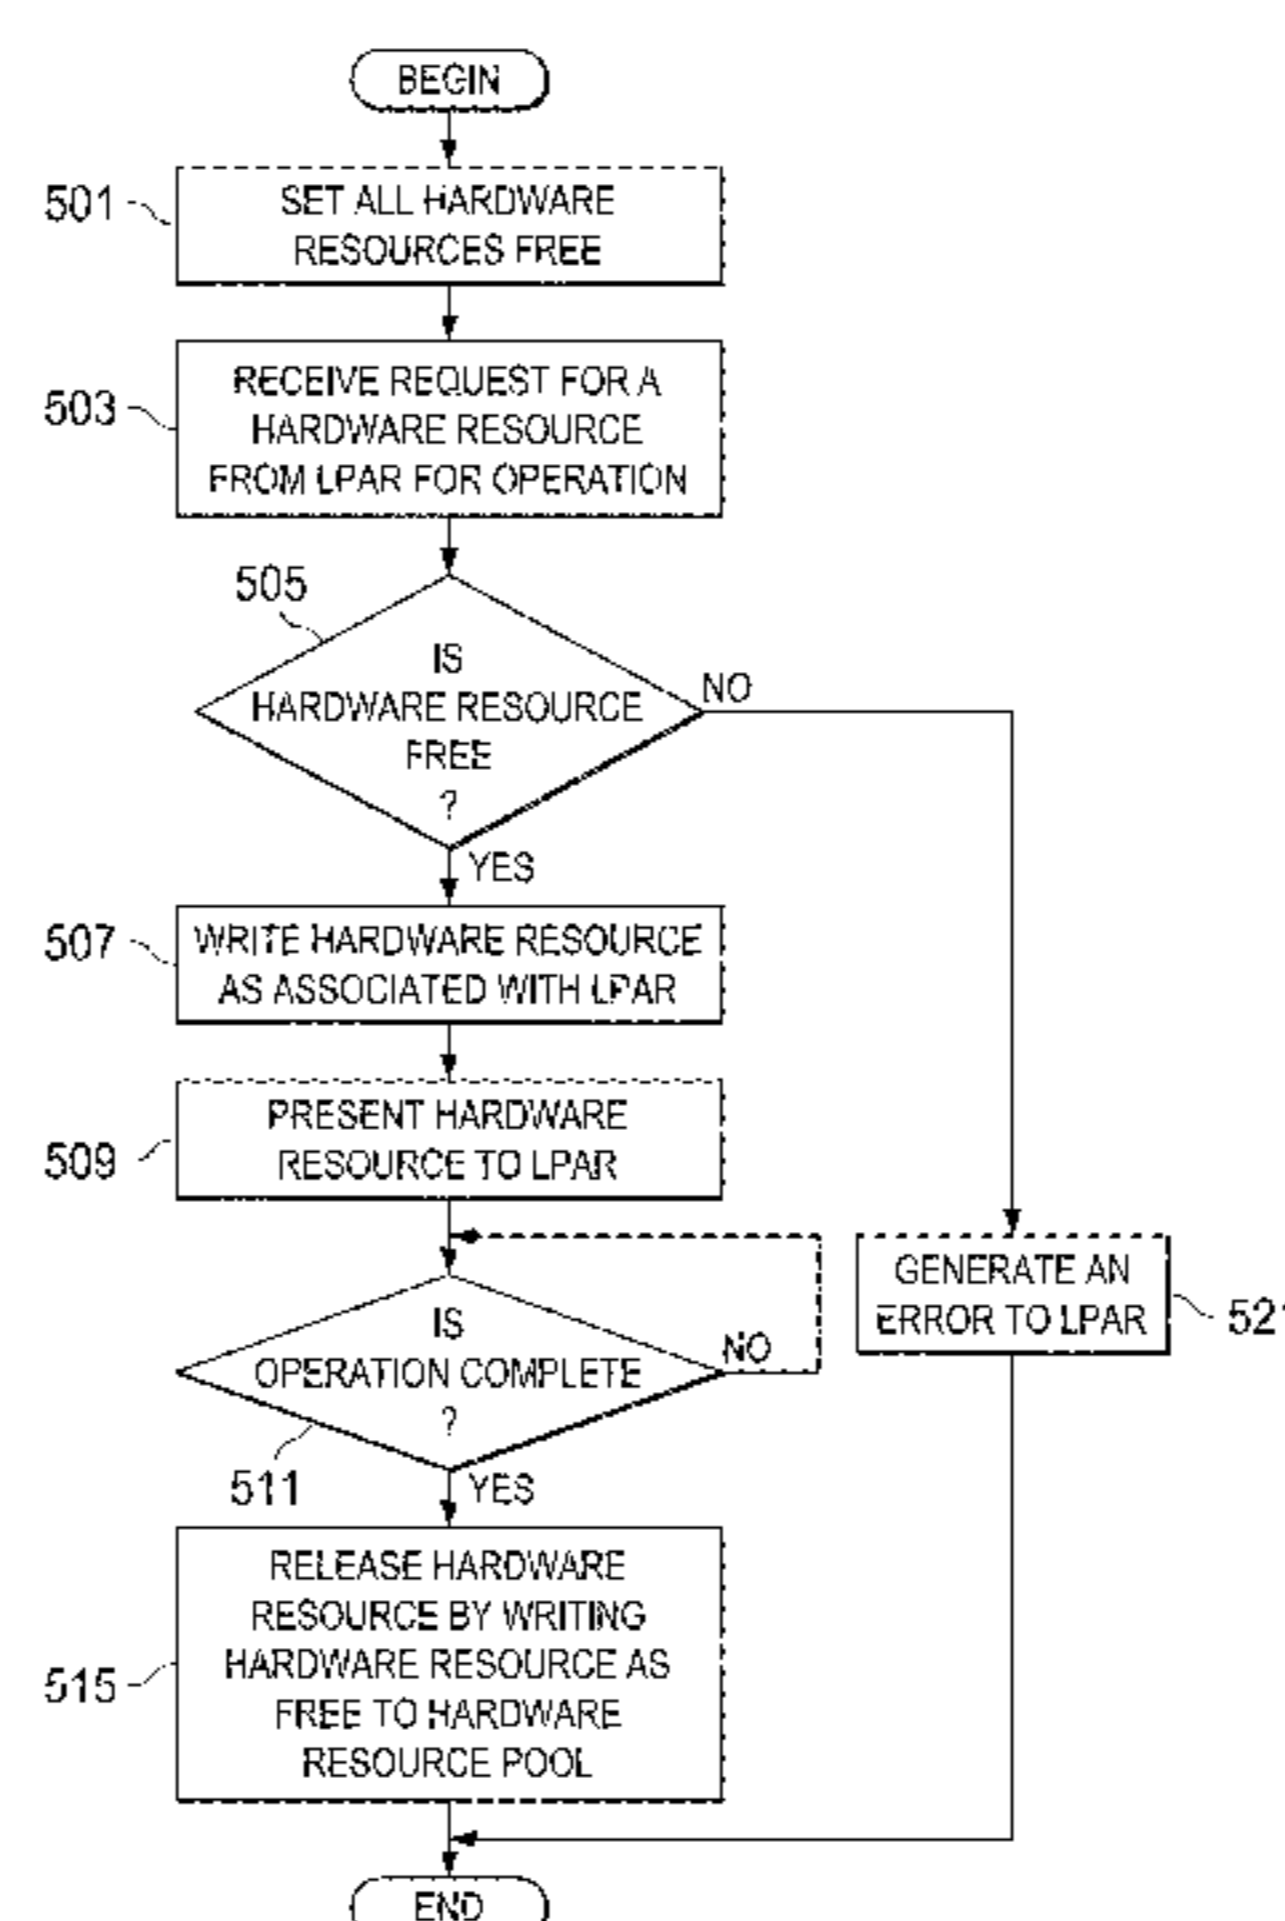 BEGIN
501
SET ALL HARDWARE
RESOURCES FREE
503
RECEIVE REQUEST FOR A
HARDWARE RESOURCE
FROM LPAR FOR OPERATION
505
IS
HARDWARE RESOURCE
FREE
?
NO
YES
507
WRITE HARDWARE RESOURCE
AS ASSOCIATED WITH LPAR
509
PRESENT HARDWARE
RESOURCE TO LPAR
GENERATE AN
ERROR TO LPAR
IS
OPERATION COMPLETE
?
NO
511
YES
515
RELEASE HARDWARE
RESOURCE BY WRITING
HARDWARE RESOURCE AS
FREE TO HARDWARE
RESOURCE POOL
END